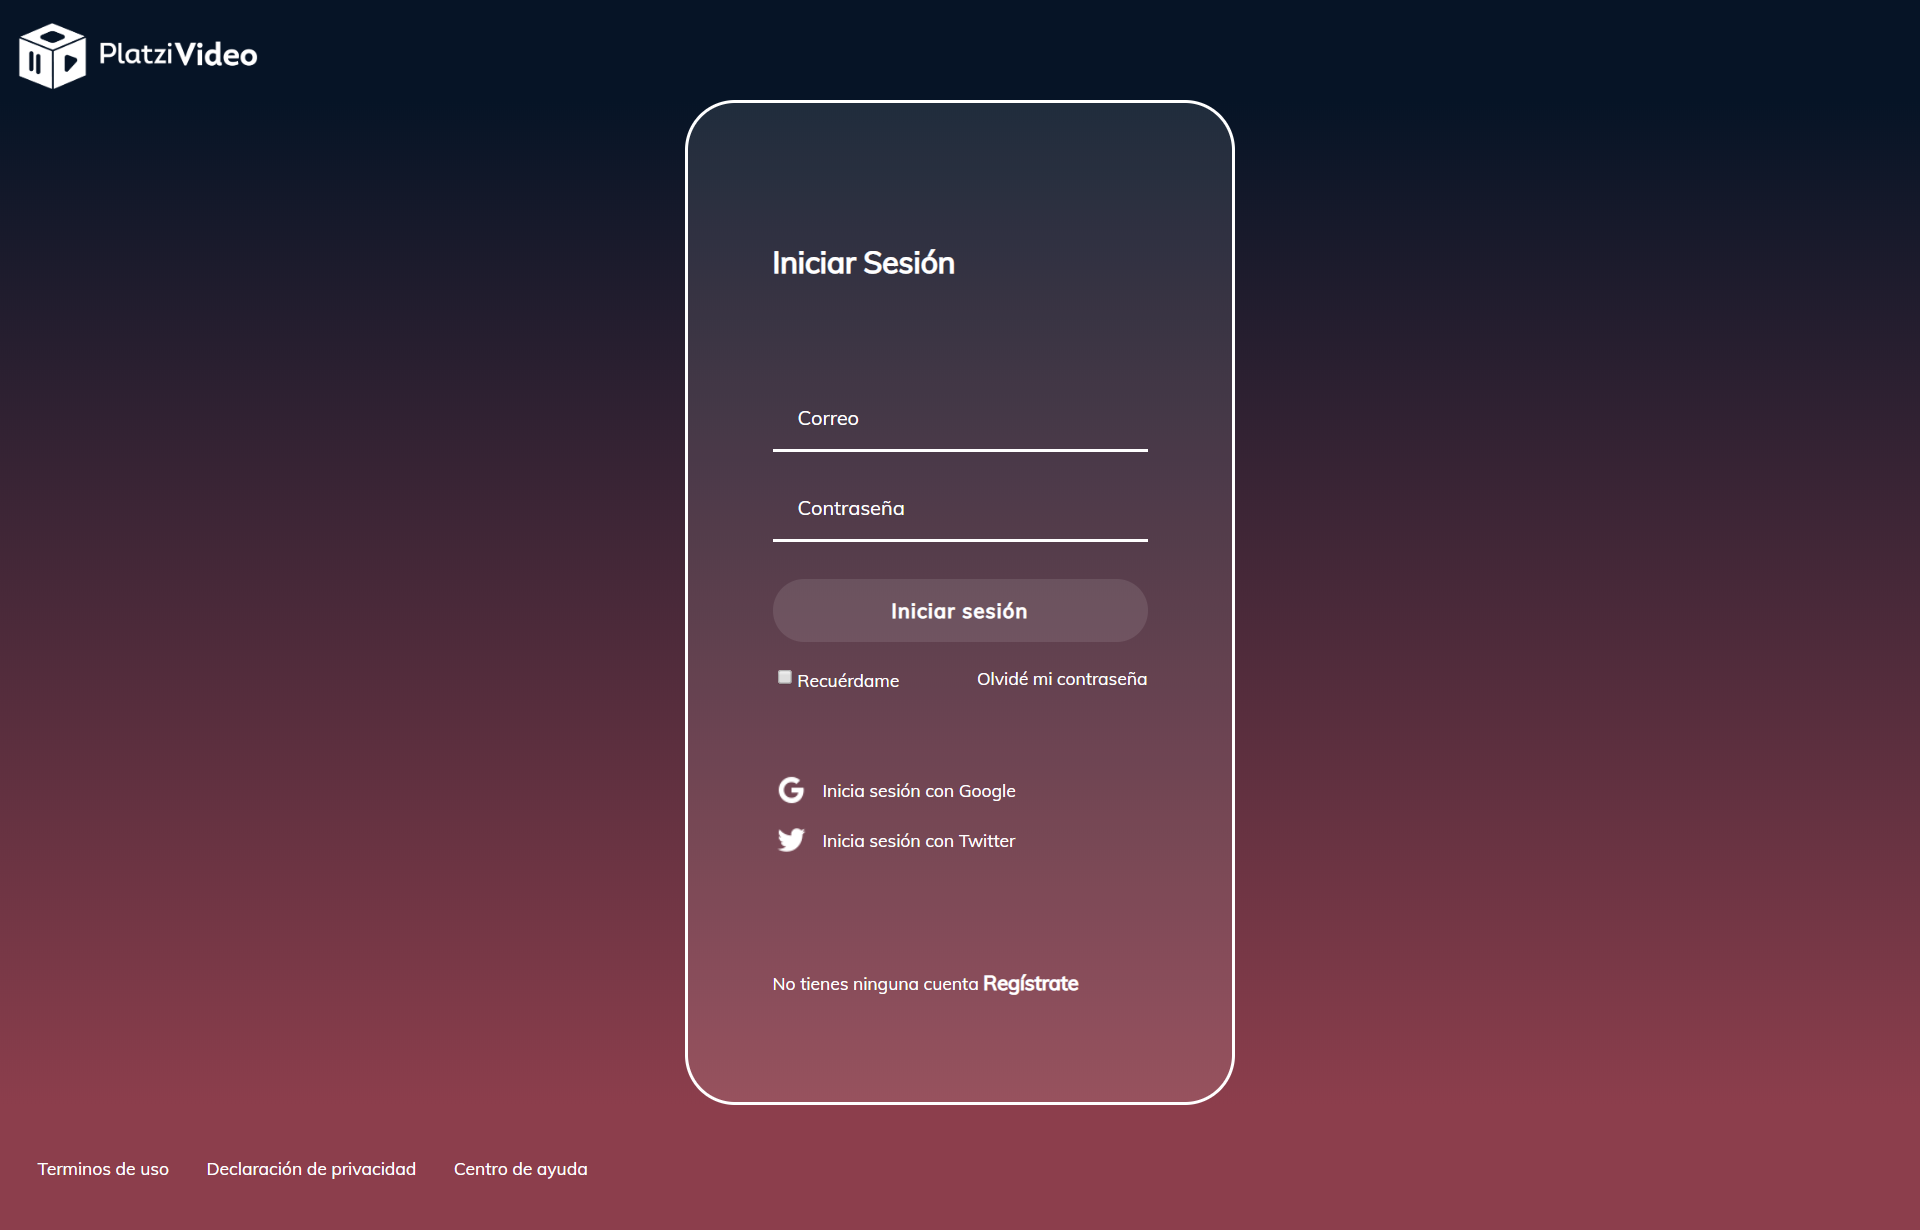 PlatziVideo
Iniciar Sesión
Correo
Contraseña
Iniciar sesión
Recuérdame Olvidé mi contraseña
Inicia sesión con Google
Inicia sesión con Twitter
No tienes ninguna cuenta Regístrate
Terminos de uso Declaración de privacidad Centro de ayuda